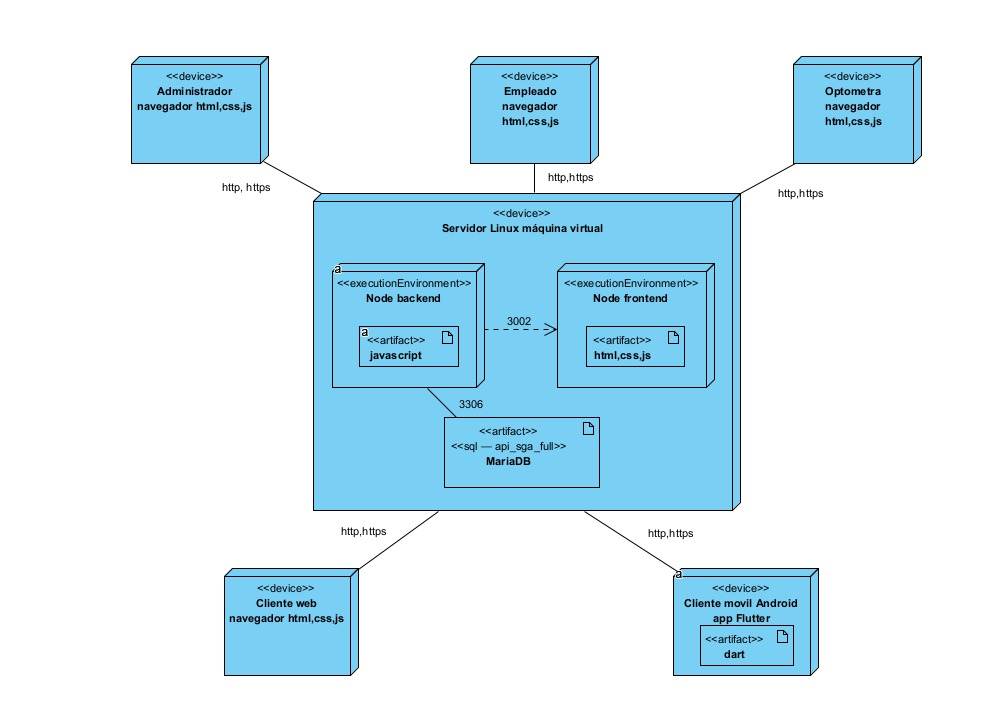 <<device>>
Administrador
navegador html,css,js
<<device>>
Empleado
navegador
html,css,js
<<device>>
Optometra
navegador
html,css,js
http, https
http,https
http,https
<<device>>
Servidor Linux máquina virtual
a
<<executionEnvironment>>
Node backend
a
<<artifact>>
javascript
3002
<<executionEnvironment>>
Node frontend
<<artifact>>
html,css,js
3306
<<artifact>>
<<sql — api_sga_full>>
MariaDB
http,https
http,https
<<device>>
Cliente web
navegador html,css,js
a
<<device>>
Cliente movil Android
app Flutter
<<artifact>>
dart